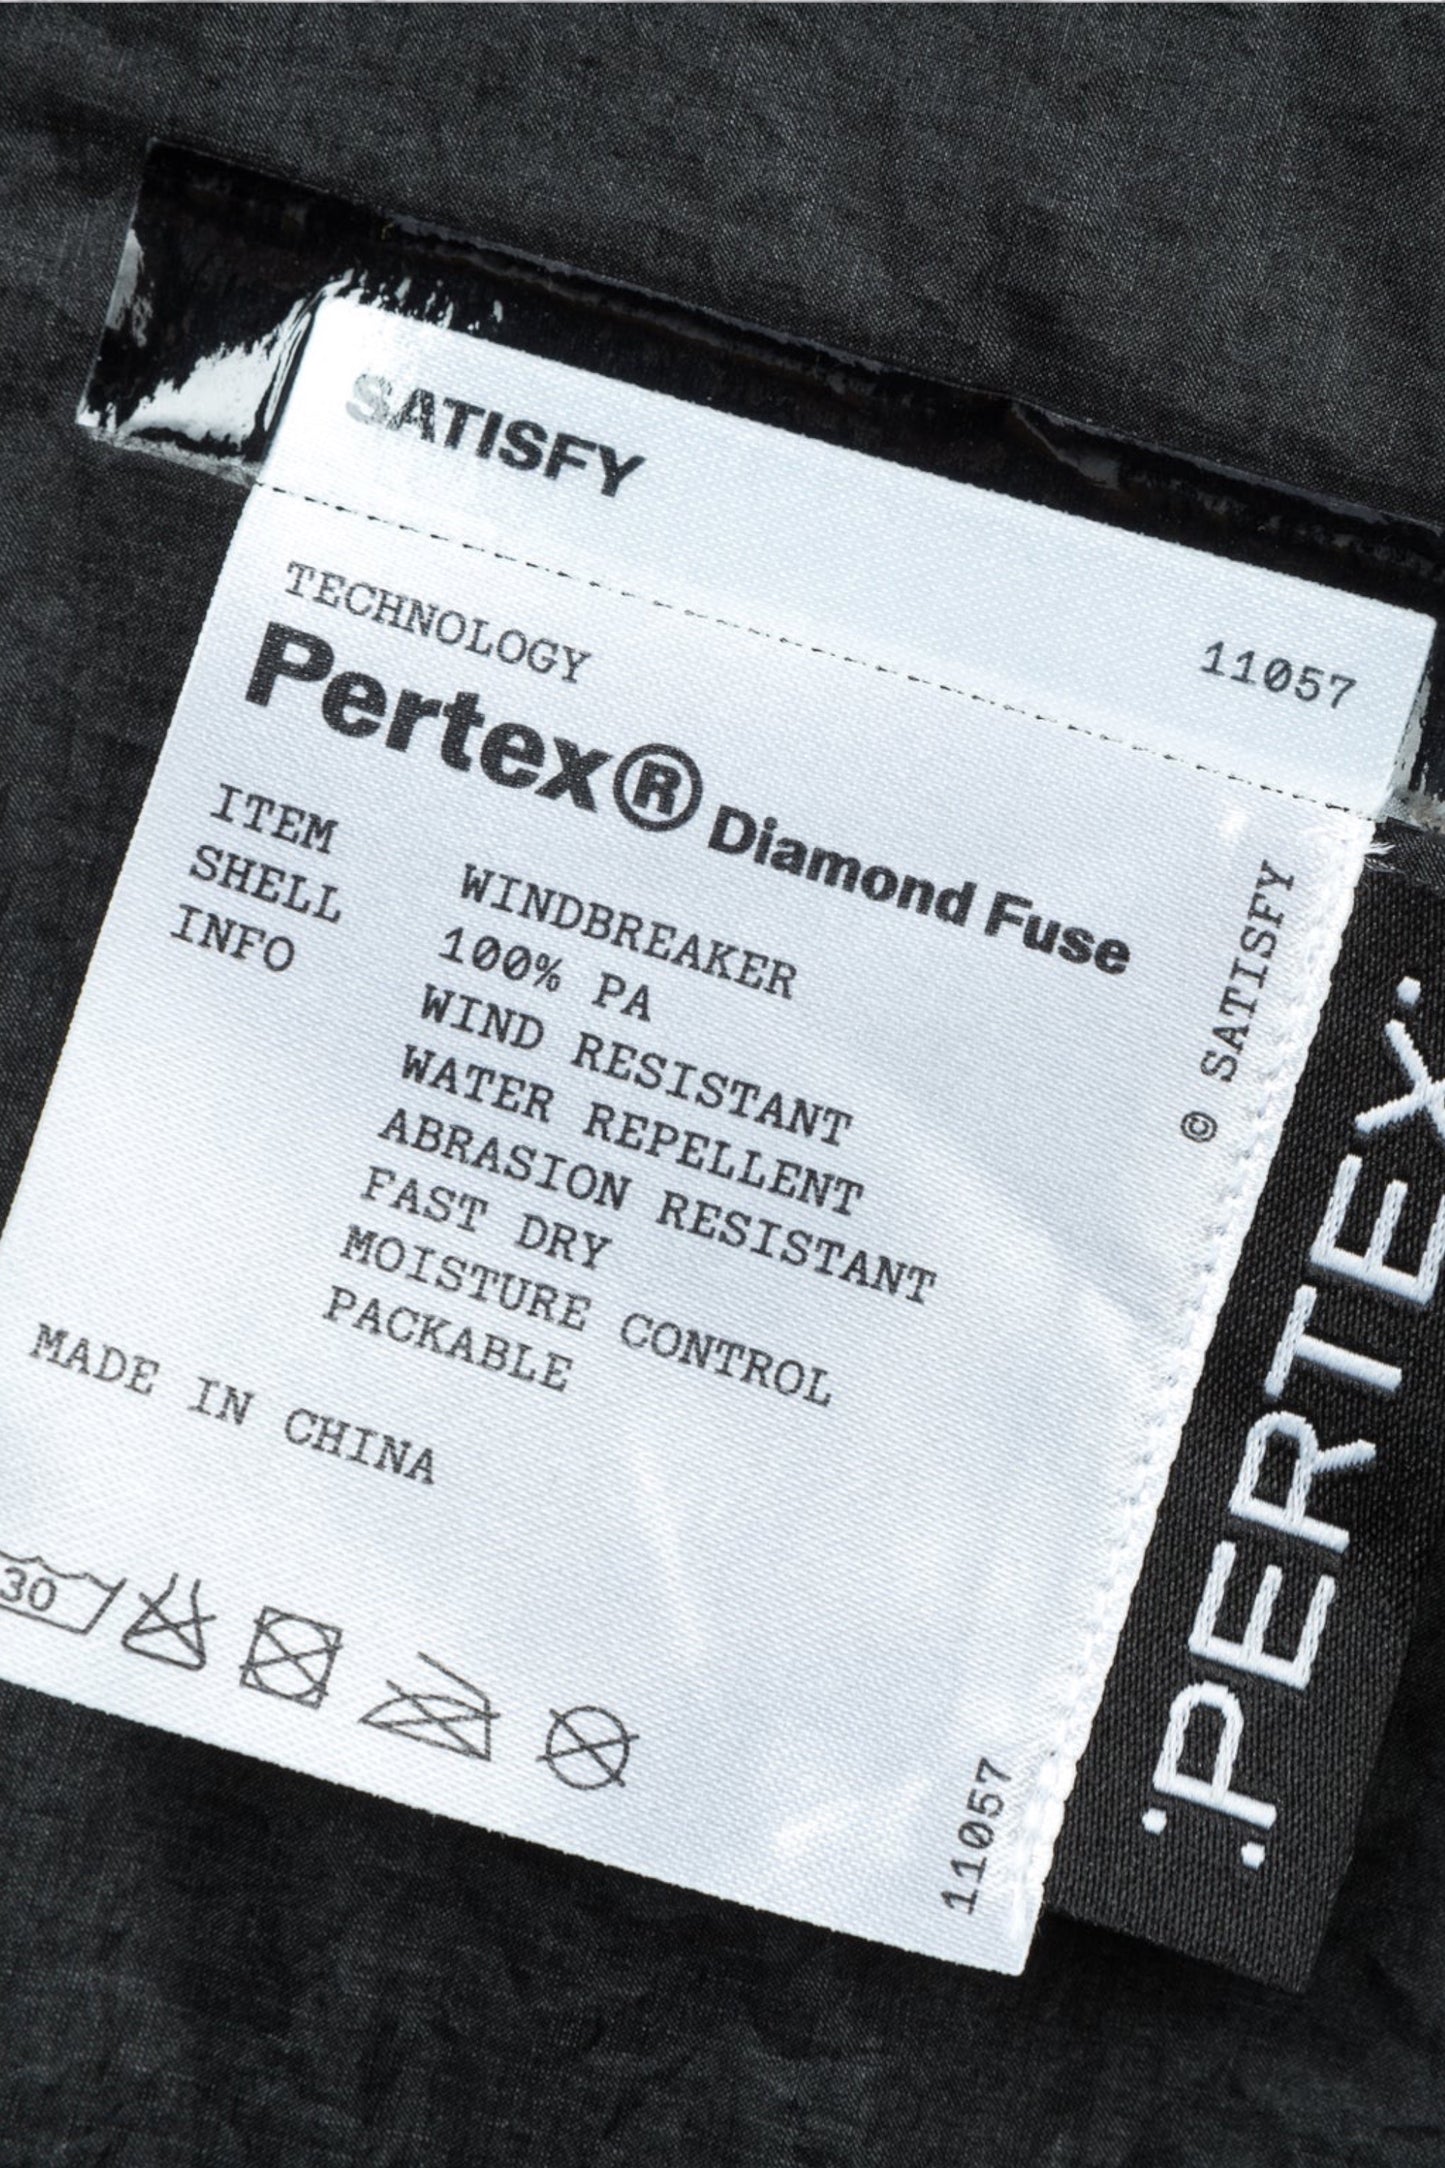 SATISFY
11057
TECHNOLOGY
Pertex® Diamond Fuse
ITEM WINDBREAKER
SHELL 100% PA
INFO WIND RESISTANT
WATER REPELLENT
ABRASION RESISTANT
FAST DRY
MOISTURE CONTROL
PACKABLE
MADE IN CHINA
30
© SATISFY
11057
PERTEX